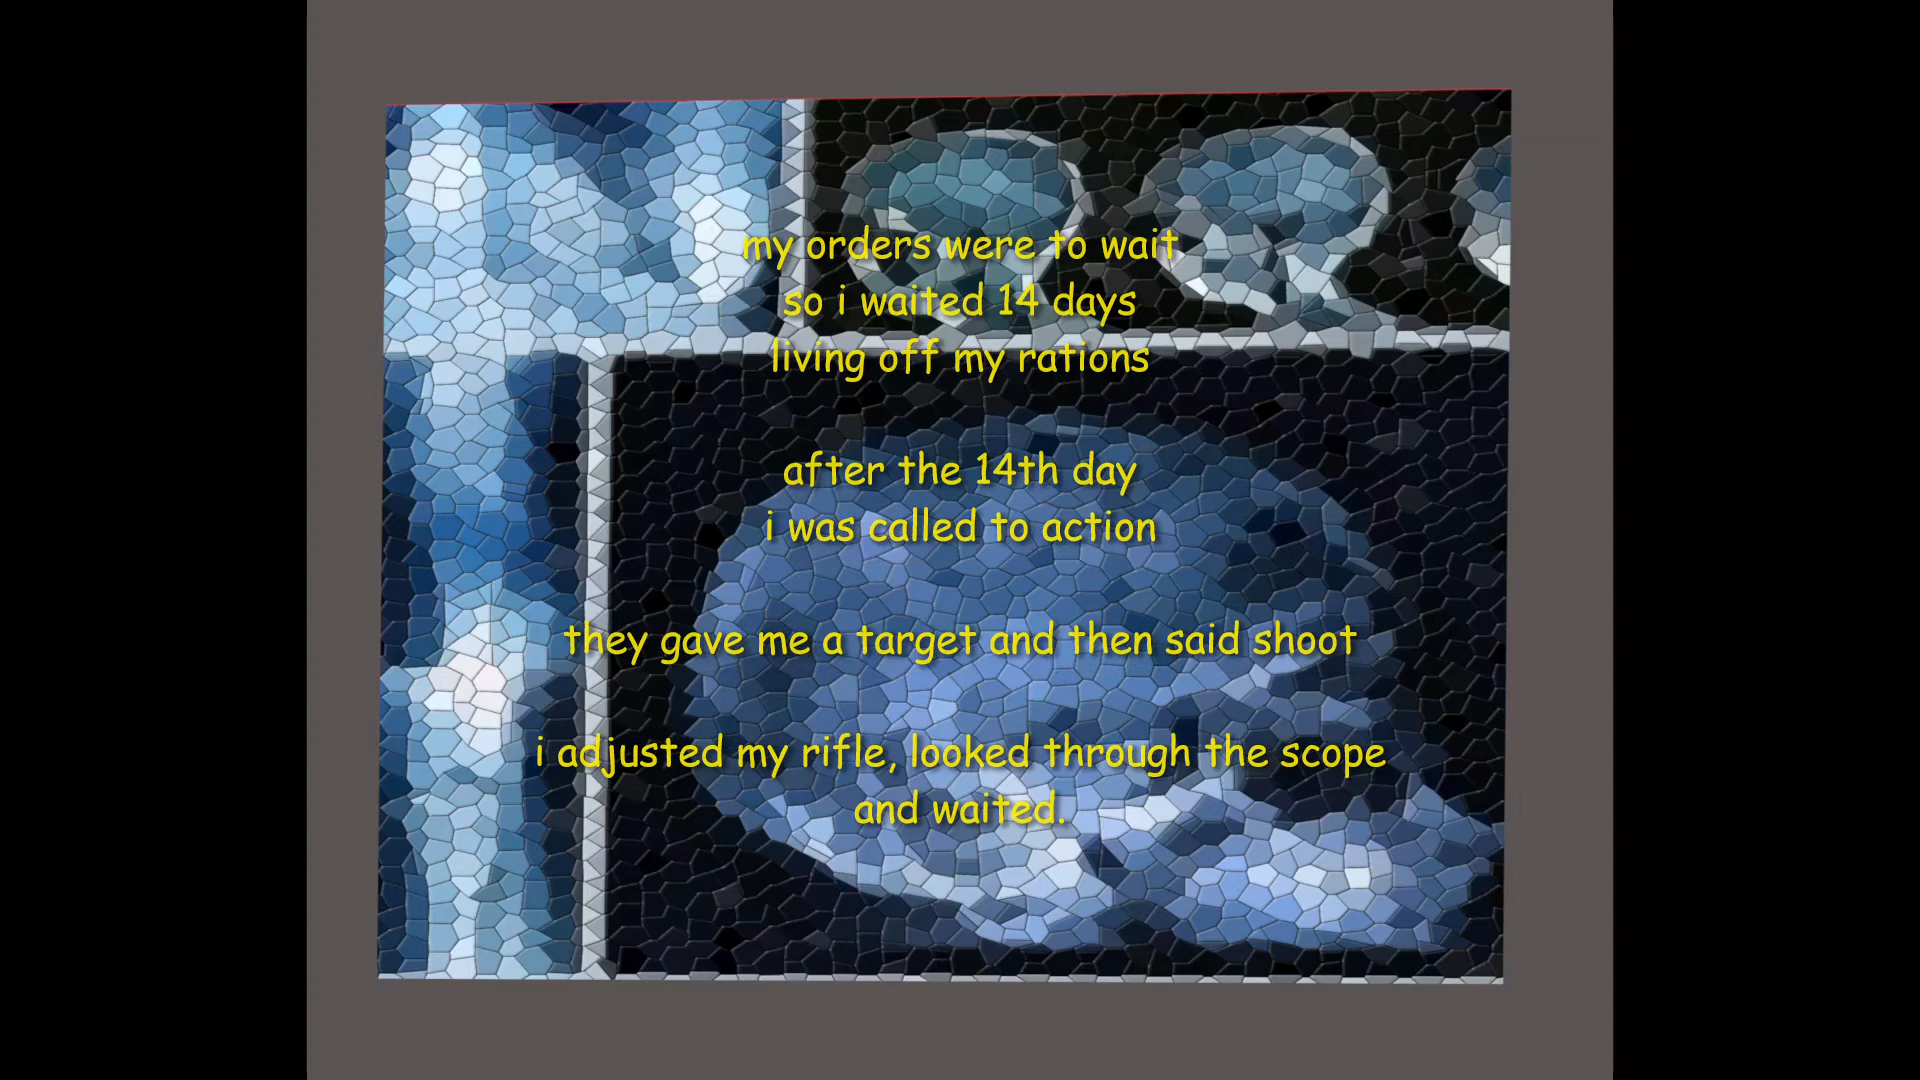 my orders were to wait
so i waited 14 days
living off my rations
after the 14th day
i was called to action
they gave me a target and then said shoot
i adjusted my rifle, looked through the scope
and waited.